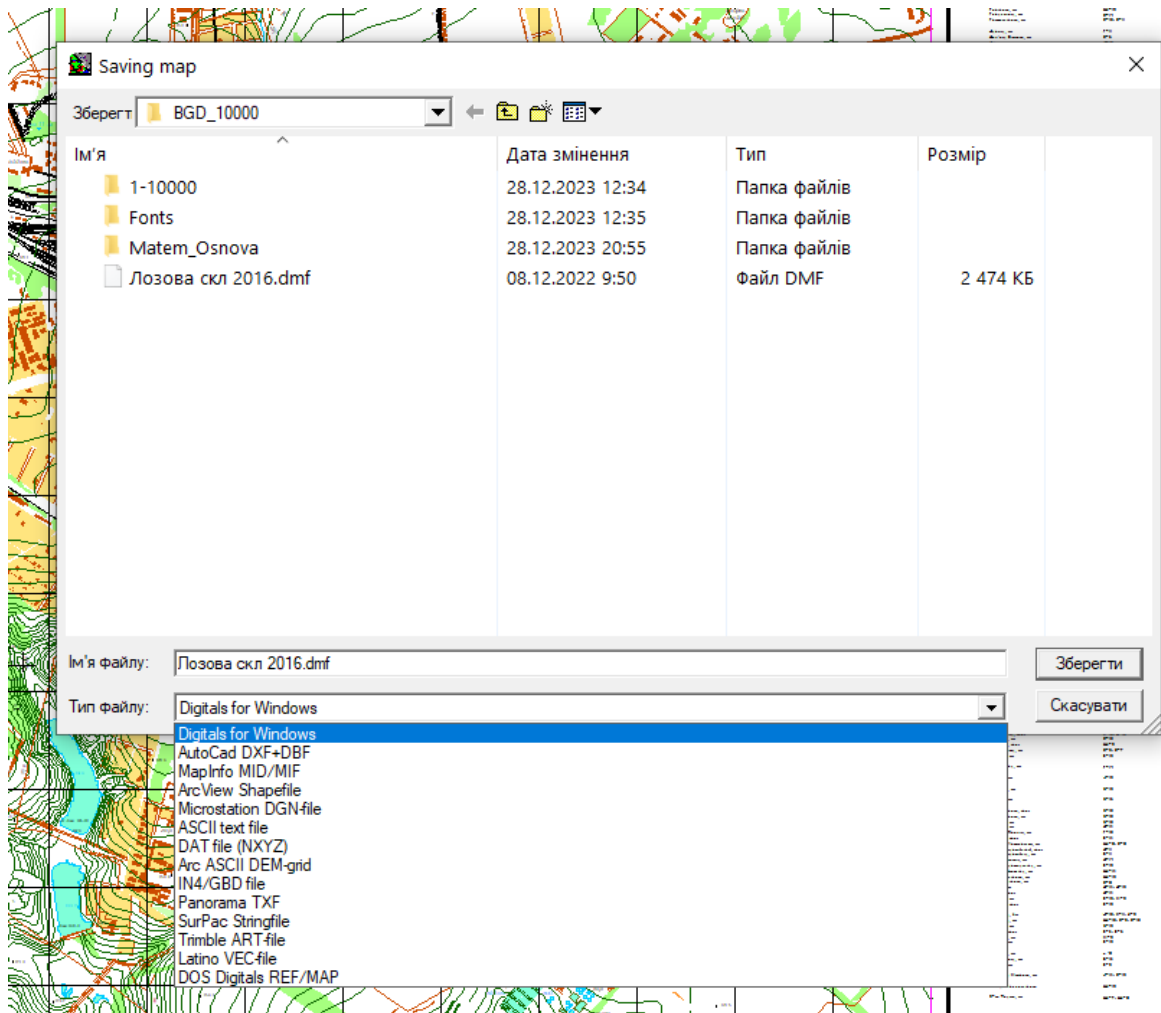 Saving map
Зберегт BGD_10000
Ім'я Дата змінення Тип Розмір
1-10000 28.12.2023 12:34 Папка файлів
Fonts 28.12.2023 12:35 Папка файлів
Matem_Osnova 28.12.2023 20:55 Папка файлів
Лозова скл 2016.dmf 08.12.2022 9:50 Файл DMF 2 474 КБ
Ім'я файлу: Лозова скл 2016.dmf Зберегти
Тип файлу: Digitals for Windows Скасувати
Digitals for Windows
AutoCad DXF+DBF
MapInfo MID/MIF
ArcView Shapefile
Microstation DGN-file
ASCII text file
DAT file (NXYZ)
Arc ASCII DEM-grid
IN4/GBD file
Panorama TXF
SurPac Stringfile
Trimble ART-file
Latino VEC-file
DOS Digitals REF/MAP